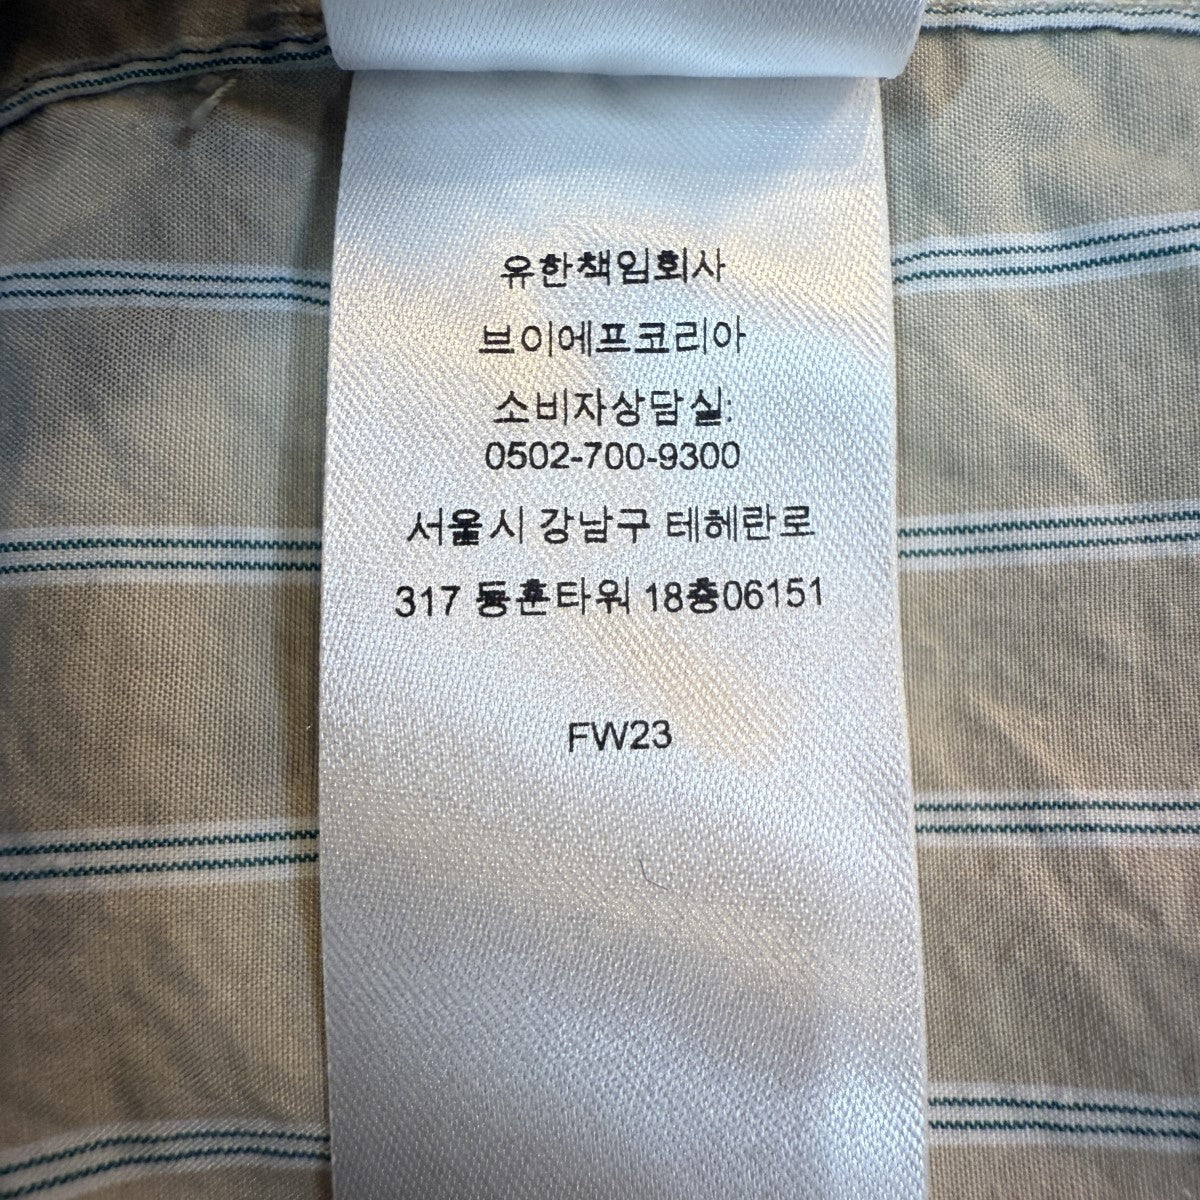 유한책임회사
브이에프코리아
소비자상담실:
0502-700-9300
서울시 강남구 테헤란로
317 동훈타워 18층06151
FW23